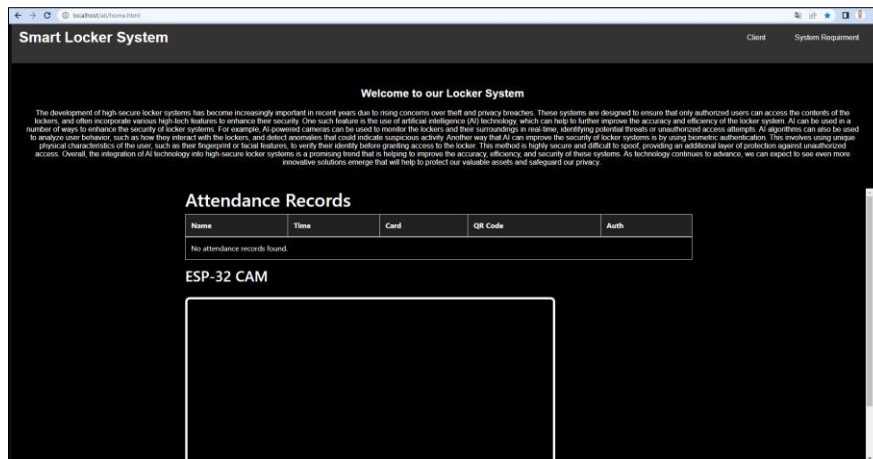 localhost/ali/home.html
Smart Locker System
Client System Requirment
Welcome to our Locker System
The development of high-secure locker systems has become increasingly important in recent years due to rising concerns over theft and privacy breaches. These systems are designed to ensure that only authorized users can access the contents of the
lockers, and often incorporate various high-tech features to enhance their security. One such feature is the use of artificial intelligence (AI) technology, which can help to further improve the accuracy and efficiency of the locker system. AI can be used in a
number of ways to enhance the security of locker systems. For example, AI-powered cameras can be used to monitor the lockers and their surroundings in real-time, identifying potential threats or unauthorized access attempts. AI algorithms can also be used
to analyze user behavior, such as how they interact with the lockers, and detect anomalies that could indicate suspicious activity. Another way that AI can improve the security of locker systems is by using biometric authentication. This involves using unique
physical characteristics of the user, such as their fingerprint or facial features, to verify their identity before granting access to the locker. This method is highly secure and difficult to spoof, providing an additional layer of protection against unauthorized
access. Overall, the integration of AI technology into high-secure locker systems is a promising trend that is helping to improve the accuracy, efficiency, and security of these systems. As technology continues to advance, we can expect to see even more
innovative solutions emerge that will help to protect our valuable assets and safeguard our privacy.
Attendance Records
Name Time Card QR Code Auth
No attendance records found.
ESP-32 CAM